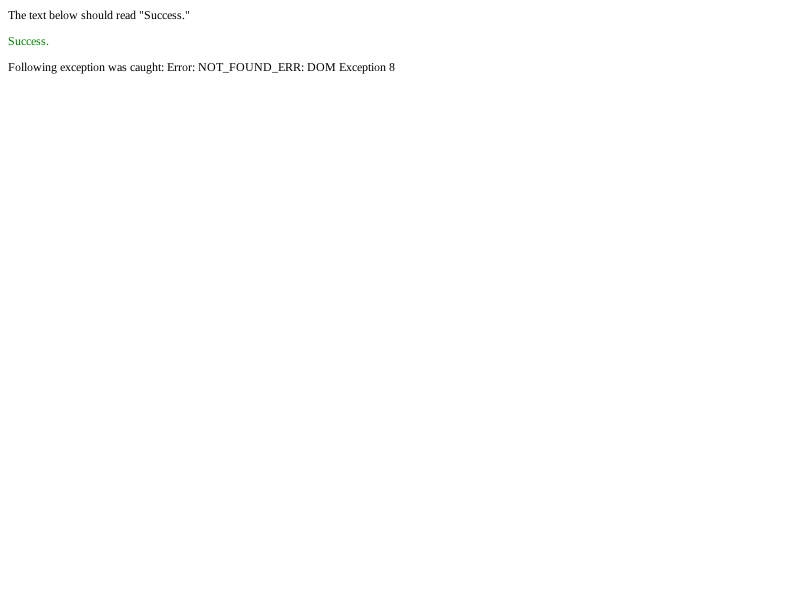 The text below should read "Success."
Success.
Following exception was caught: Error: NOT_FOUND_ERR: DOM Exception 8